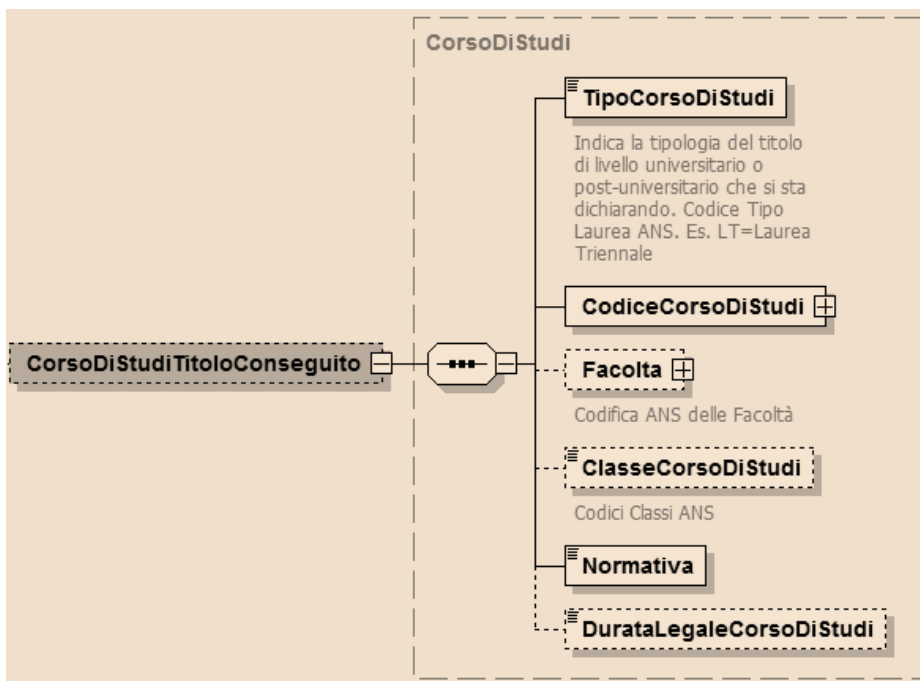 CorsoDiStudi
TipoCorsoDiStudi
Indica la tipologia del titolo
di livello universitario o
post-universitario che si sta
dichiarando. Codice Tipo
Laurea ANS. Es. LT=Laurea
Triennale
CodiceCorsoDiStudi
CorsoDiStudiTitoloConseguito
Facolta
Codifica ANS delle Facoltà
ClasseCorsoDiStudi
Codici Classi ANS
Normativa
DurataLegaleCorsoDiStudi